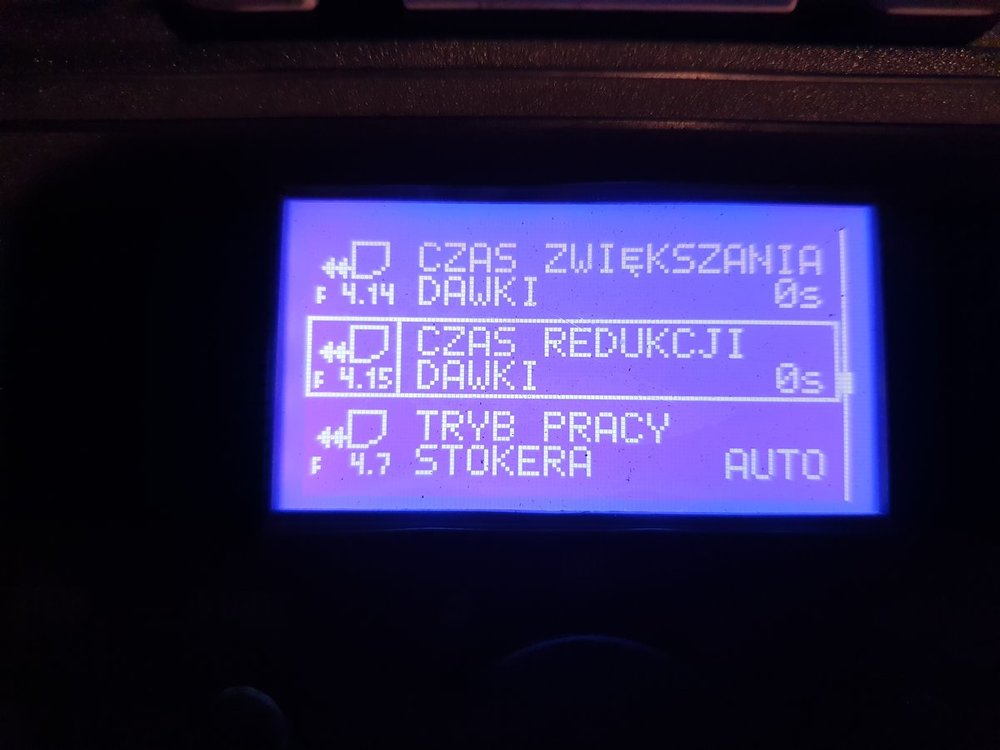 CZAS ZWIĘKSZANIA
F 4.14 DAWKI 0s
CZAS REDUKCJI
F 4.15 DAWKI 0s
TRYB PRACY
F 4.7 STOKERA AUTO